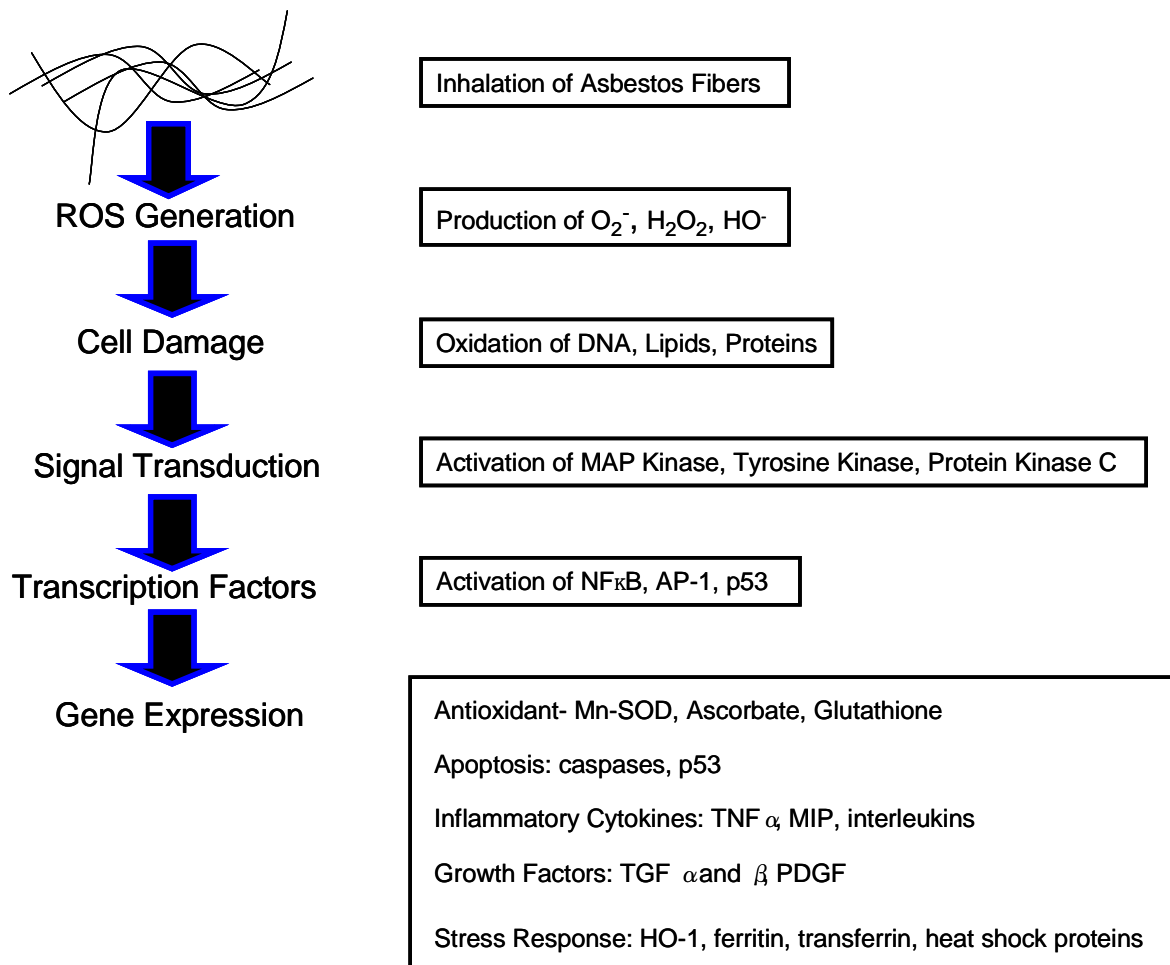 Inhalation of Asbestos Fibers
ROS Generation
Production of O₂⁻, H₂O₂, HO⁻
Cell Damage
Oxidation of DNA, Lipids, Proteins
Signal Transduction
Activation of MAP Kinase, Tyrosine Kinase, Protein Kinase C
Transcription Factors
Activation of NFκB, AP-1, p53
Gene Expression
Antioxidant- Mn-SOD, Ascorbate, Glutathione
Apoptosis: caspases, p53
Inflammatory Cytokines: TNF α, MIP, interleukins
Growth Factors: TGF α and β, PDGF
Stress Response: HO-1, ferritin, transferrin, heat shock proteins